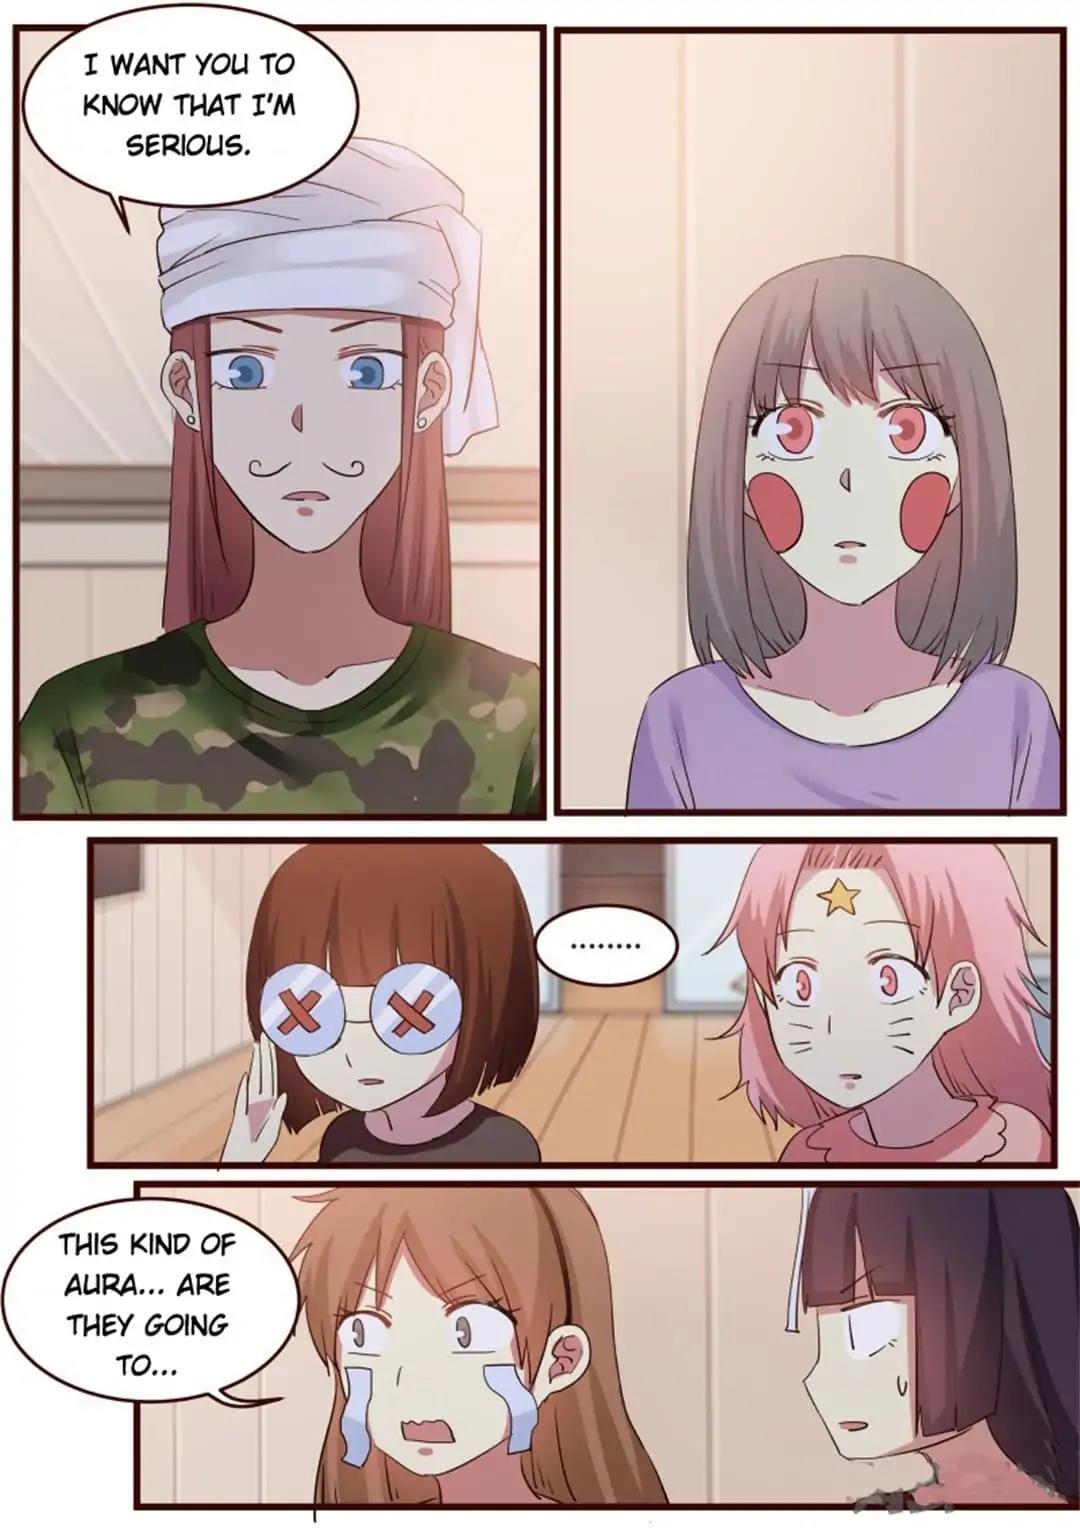 I WANT YOU TO
KNOW THAT I'M
SERIOUS.
........
THIS KIND OF
AURA... ARE
THEY GOING
TO...